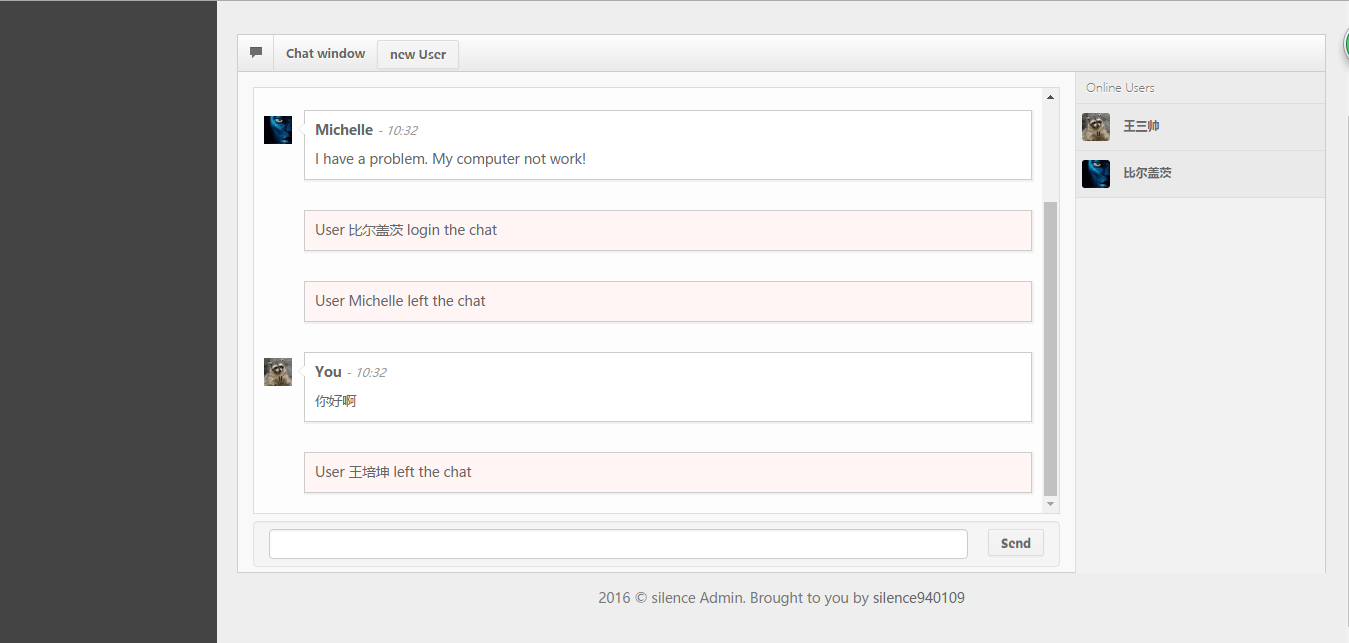 Chat window new User
Online Users
王三帅
比尔盖茨
Michelle - 10:32
I have a problem. My computer not work!
User 比尔盖茨 login the chat
User Michelle left the chat
You - 10:32
你好啊
User 王培坤 left the chat
Send
2016 © silence Admin. Brought to you by silence940109